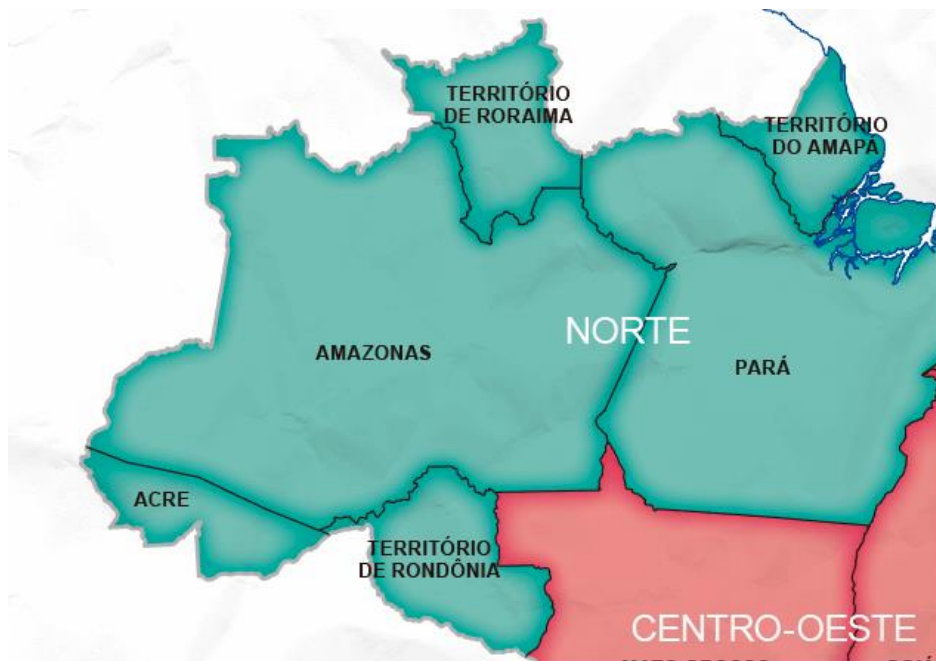 TERRITÓRIO
DE RORAIMA
TERRITÓRIO
DO AMAPÁ
NORTE
AMAZONAS
PARÁ
ACRE
TERRITÓRIO
DE RONDÔNIA
CENTRO-OESTE